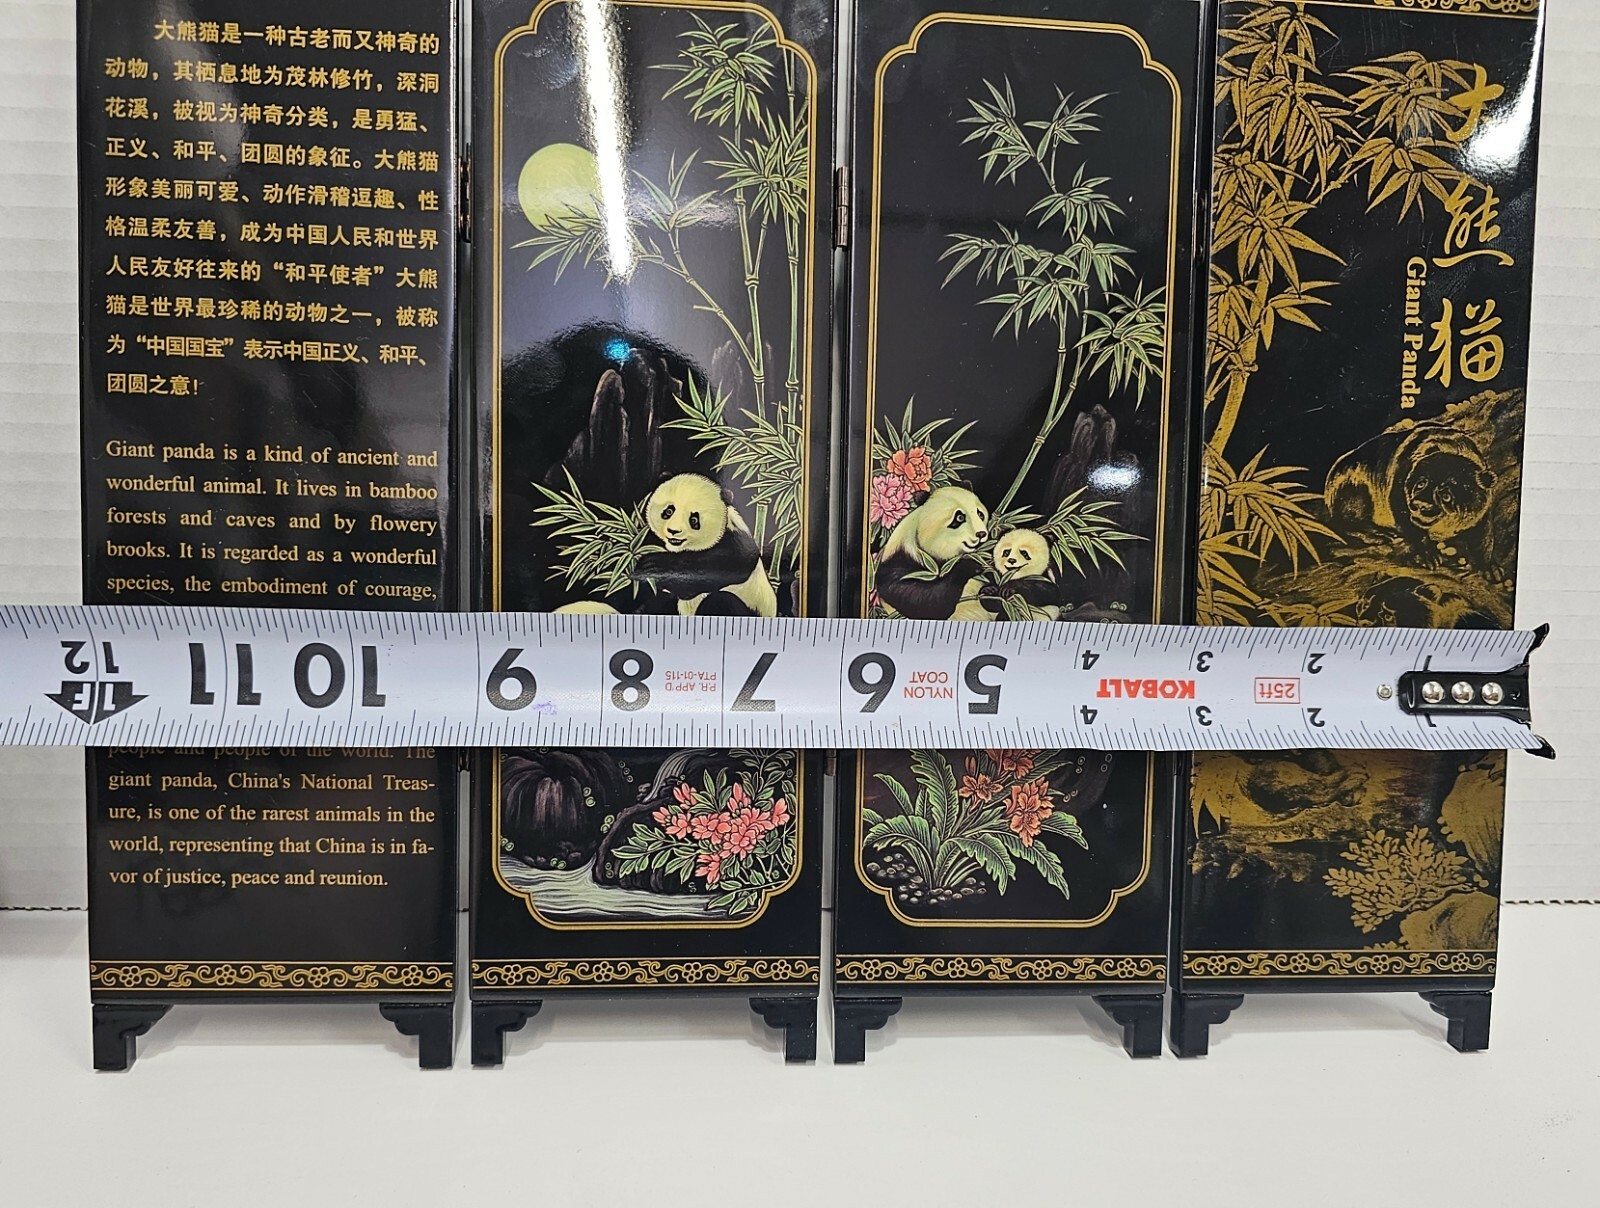 大熊猫是一种古老而又神奇的
动物，其栖息地为茂林修竹，深洞
花溪，被视为神奇分类，是勇猛、
正义、和平、团圆的象征。大熊猫
形象美丽可爱、动作滑稽逗趣、性
格温柔友善，成为中国人民和世界
人民友好往来的“和平使者”大熊
猫是世界最珍稀的动物之一，被称
为“中国国宝”表示中国正义、和平、
团圆之意！
Giant panda is a kind of ancient and
wonderful animal. It lives in bamboo
forests and caves and by flowery
brooks. It is regarded as a wonderful
species, the embodiment of courage,
people and people of the world. The
giant panda, China's National Treas-
ure, is one of the rarest animals in the
world, representing that China is in fa-
vor of justice, peace and reunion.
大熊猫
Giant Panda
1 2 3 4 5 6 7 8 9 10 11 12
1F
1 2 3 4
25ft
KOBALT
NYLON
COAT
P.R. APP'D
PTA-01-115